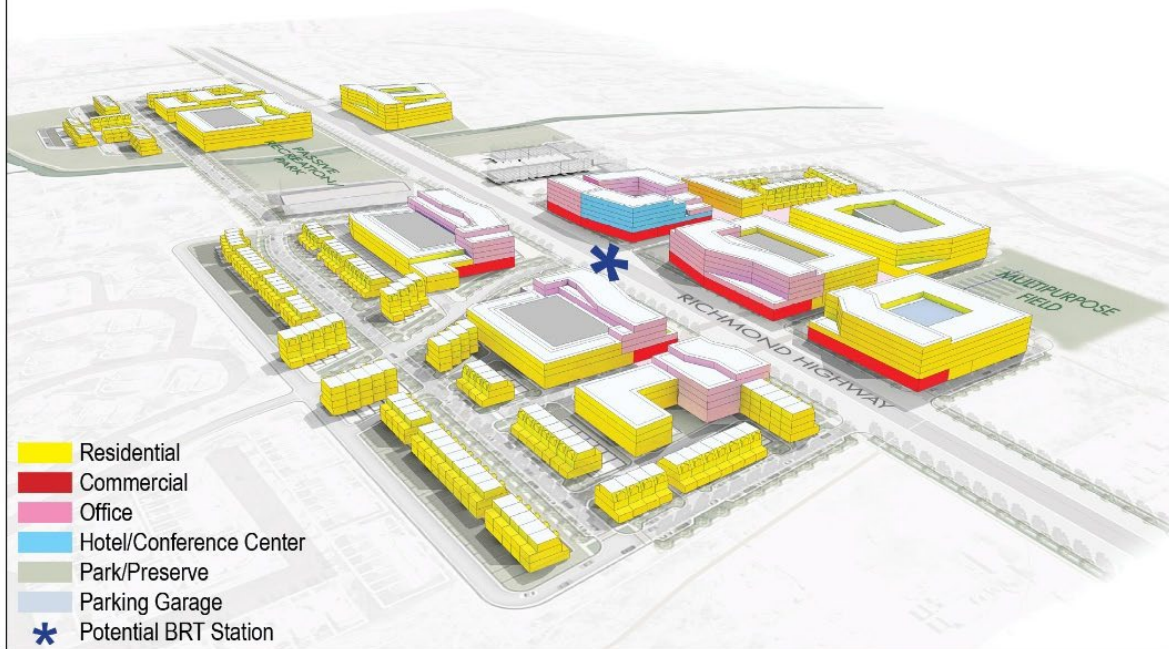 PASSIVE
RECREATION/
PARK
MULTIPURPOSE
FIELD
RICHMOND HIGHWAY
Residential
Commercial
Office
Hotel/Conference Center
Park/Preserve
Parking Garage
Potential BRT Station